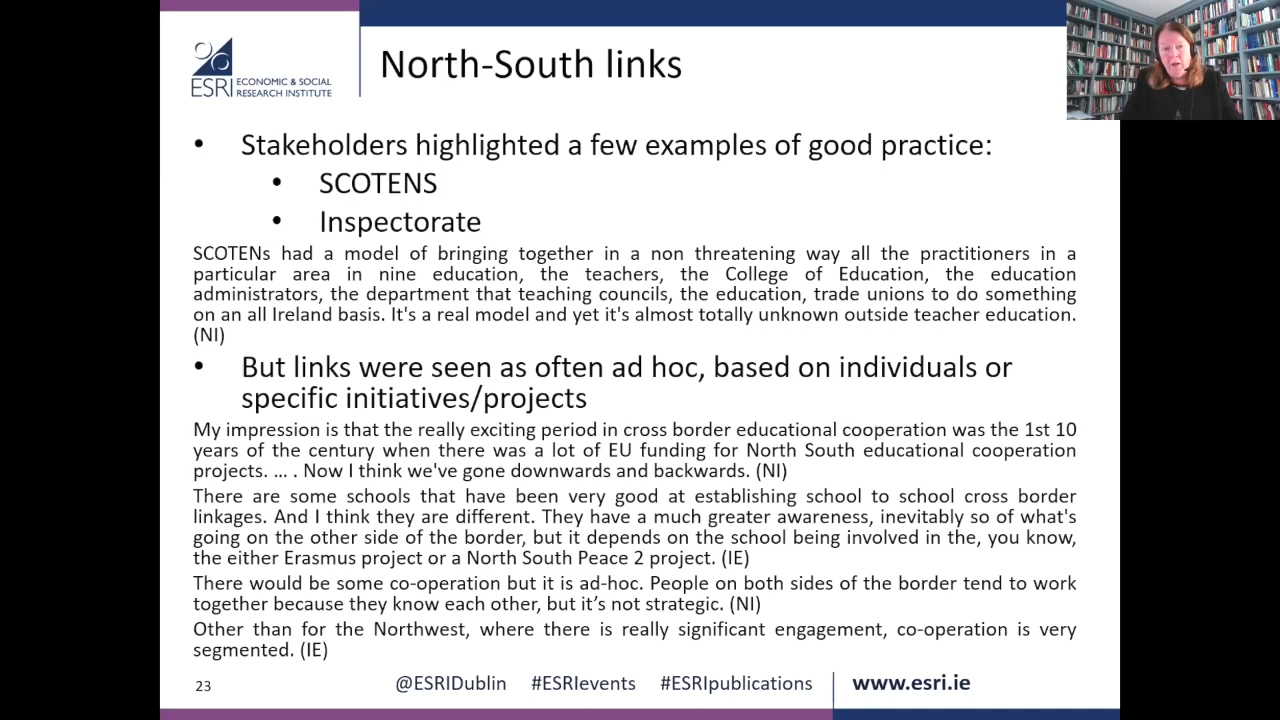 ESRI ECONOMIC & SOCIAL
RESEARCH INSTITUTE
North-South links
• Stakeholders highlighted a few examples of good practice:
• SCOTENS
• Inspectorate
SCOTENs had a model of bringing together in a non threatening way all the practitioners in a
particular area in nine education, the teachers, the College of Education, the education
administrators, the department that teaching councils, the education, trade unions to do something
on an all Ireland basis. It's a real model and yet it's almost totally unknown outside teacher education.
(NI)
• But links were seen as often ad hoc, based on individuals or
specific initiatives/projects
My impression is that the really exciting period in cross border educational cooperation was the 1st 10
years of the century when there was a lot of EU funding for North South educational cooperation
projects. ... . Now I think we've gone downwards and backwards. (NI)
There are some schools that have been very good at establishing school to school cross border
linkages. And I think they are different. They have a much greater awareness, inevitably so of what's
going on the other side of the border, but it depends on the school being involved in the, you know,
the either Erasmus project or a North South Peace 2 project. (IE)
There would be some co-operation but it is ad-hoc. People on both sides of the border tend to work
together because they know each other, but it’s not strategic. (NI)
Other than for the Northwest, where there is really significant engagement, co-operation is very
segmented. (IE)
23 @ESRIDublin #ESRIevents #ESRIpublications www.esri.ie